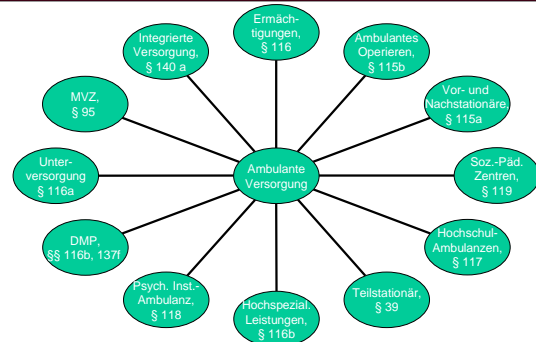 Ermäch-
tigungen,
§ 116
Ambulantes
Operieren,
§ 115b
Vor- und
Nachstationäre,
§ 115a
Soz.-Päd.
Zentren,
§ 119
Hochschul-
Ambulanzen,
§ 117
Teilstationär,
§ 39
Hochspezial.
Leistungen,
§ 116b
Psych. Inst.-
Ambulanz,
§ 118
DMP,
§§ 116b, 137f
Unter-
versorgung
§ 116a
MVZ,
§ 95
Integrierte
Versorgung,
§ 140 a
Ambulante
Versorgung